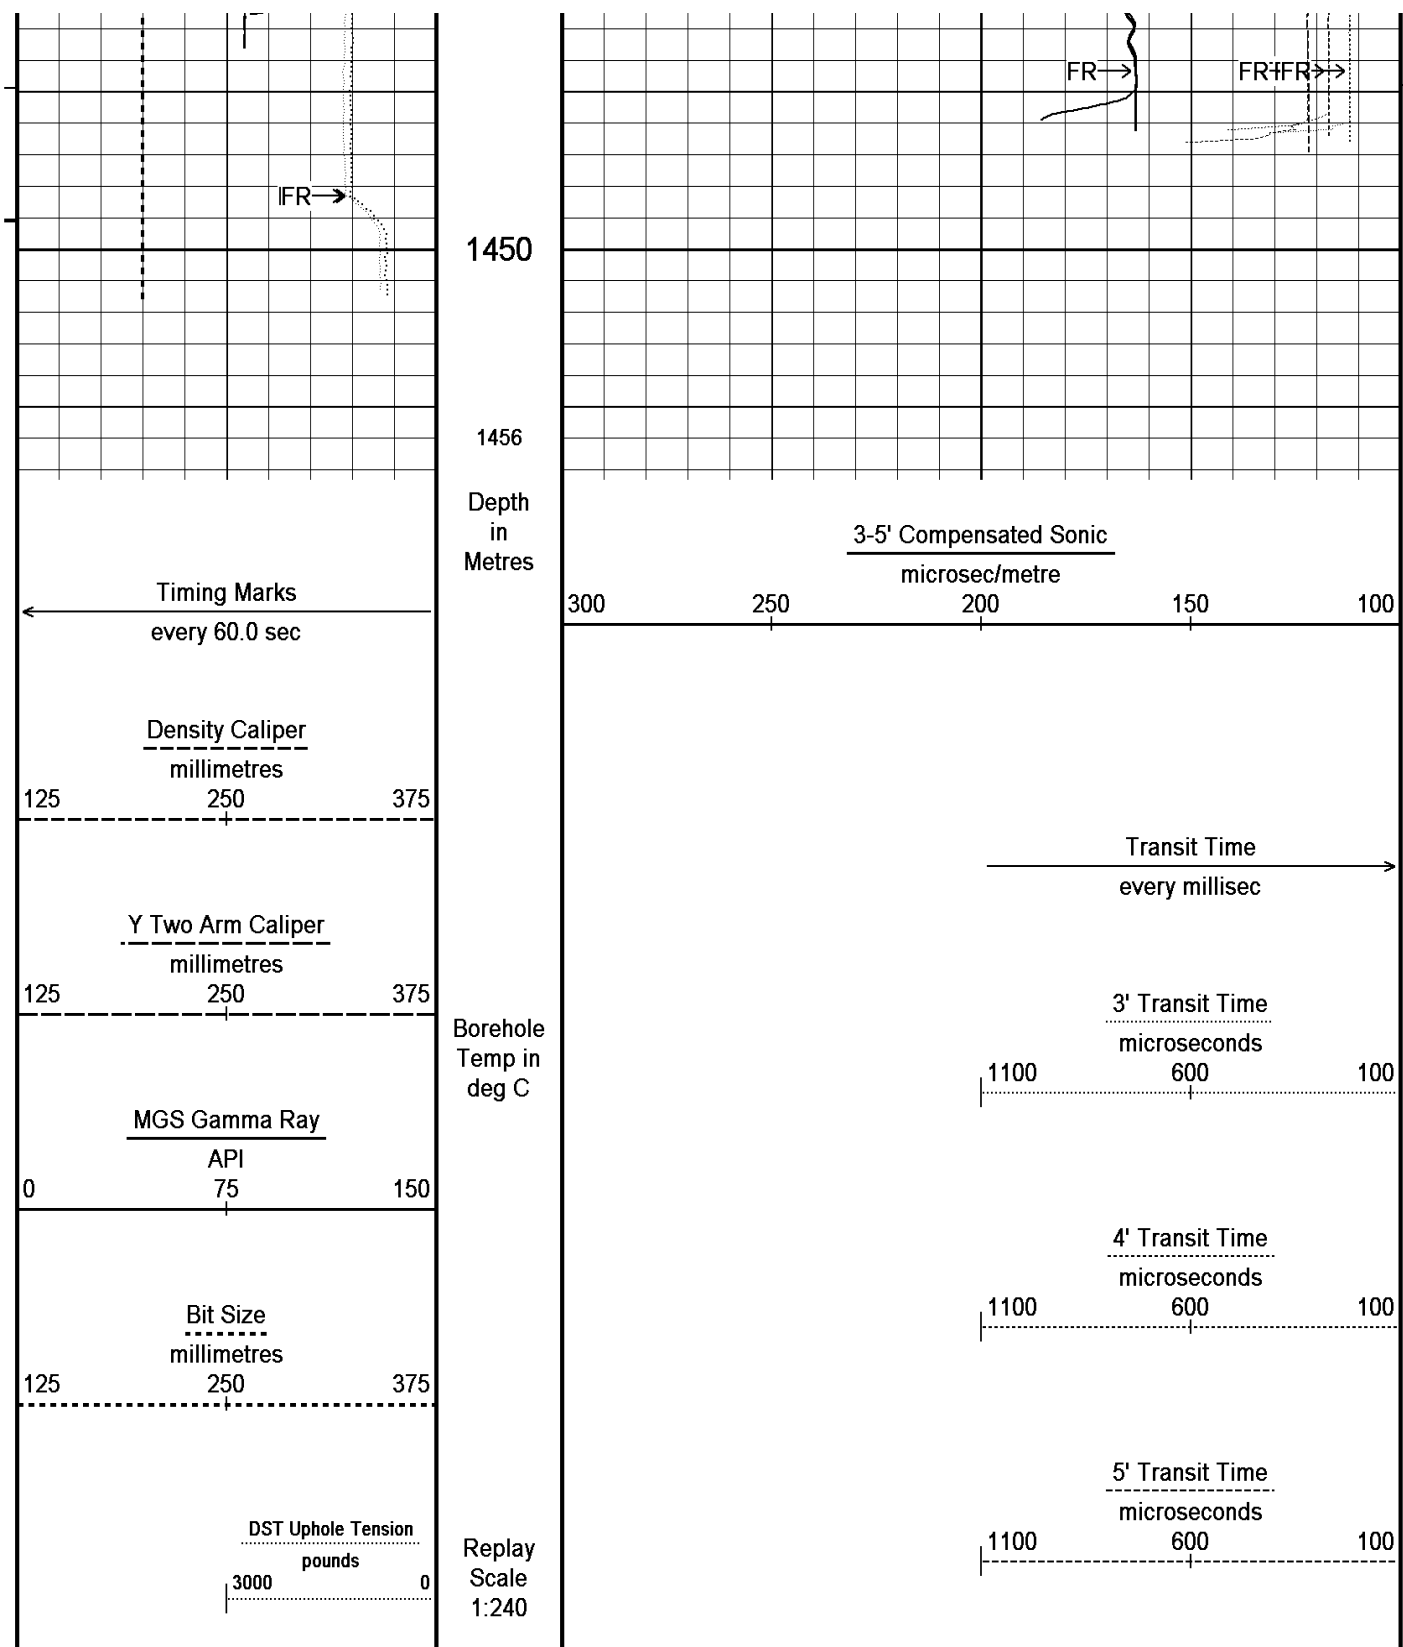 FR
FR
FR
FR
1450
1456
Depth
in
Metres
3-5' Compensated Sonic
microsec/metre
300 250 200 150 100
Timing Marks
every 60.0 sec
Density Caliper
millimetres
125 250 375
Transit Time
every millisec
Y Two Arm Caliper
millimetres
125 250 375
3' Transit Time
microseconds
1100 600 100
Borehole
Temp in
deg C
MGS Gamma Ray
API
0 75 150
4' Transit Time
microseconds
1100 600 100
Bit Size
millimetres
125 250 375
5' Transit Time
microseconds
1100 600 100
DST Uphole Tension
pounds
3000 0
Replay
Scale
1:240